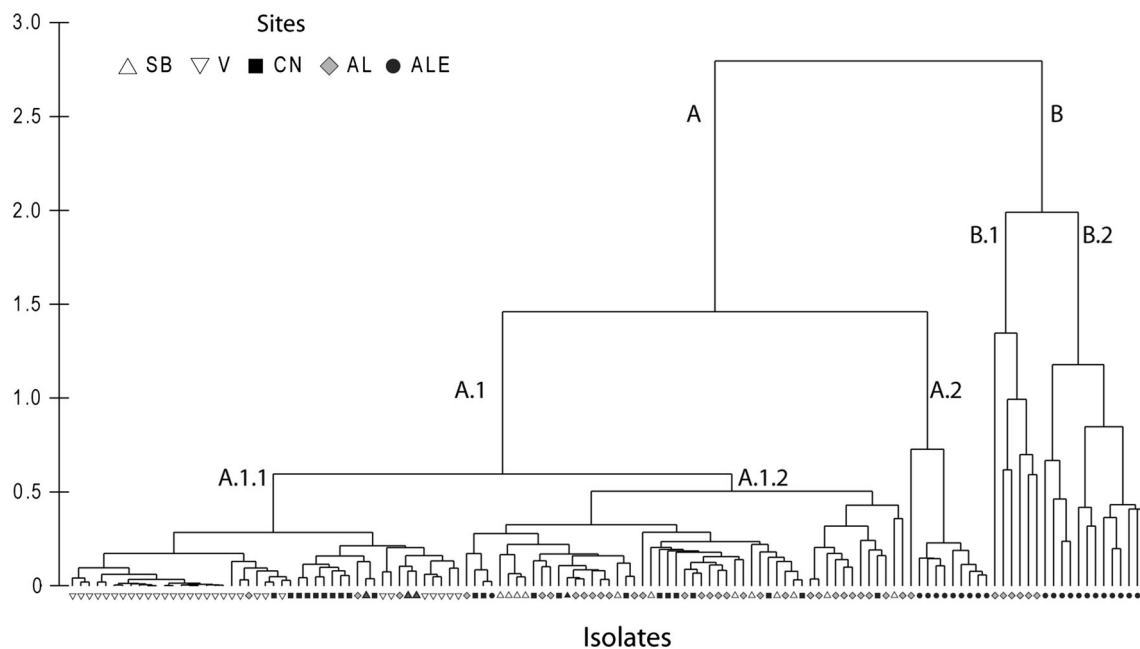 Sites
SB V CN AL ALE
3.0
2.5
2.0
1.5
1.0
0.5
0
A
B
B.1
B.2
A.1
A.2
A.1.1
A.1.2
Isolates